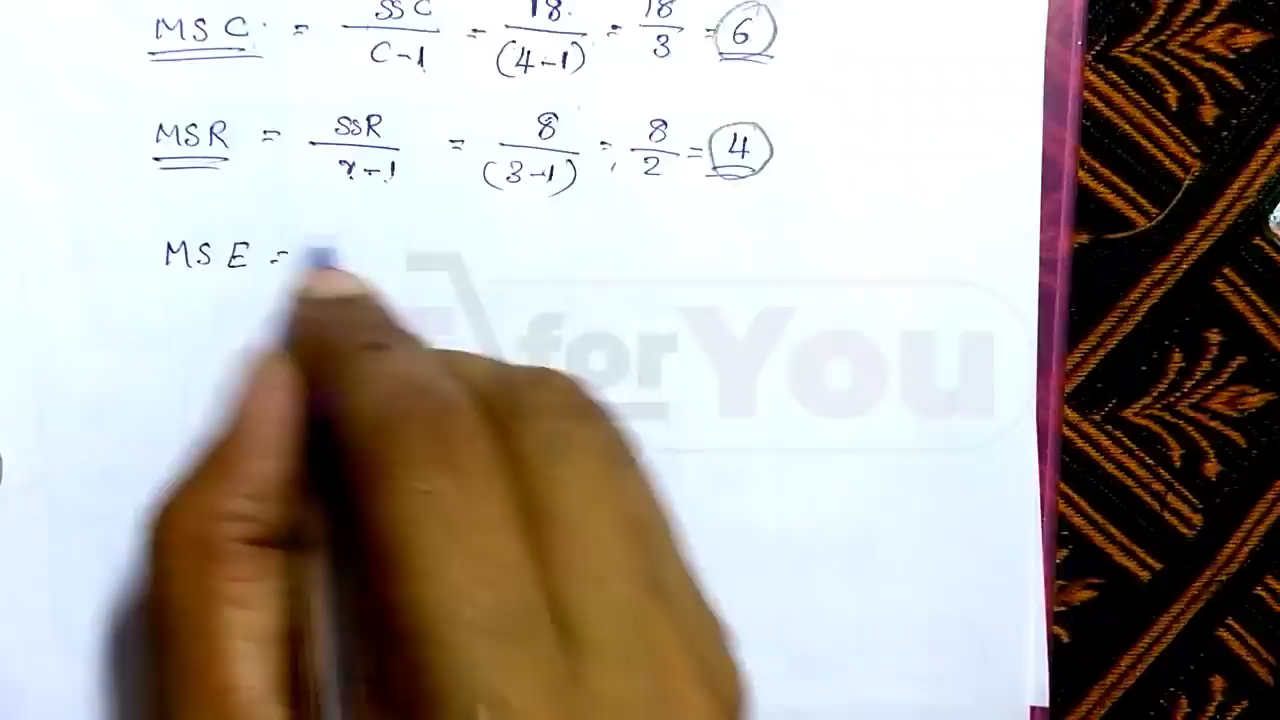 MSC = SSC / C-1 = 18 / (4-1) = 18 / 3 = 6
MSR = SSR / r-1 = 8 / (3-1) = 8 / 2 = 4
MSE =
for You